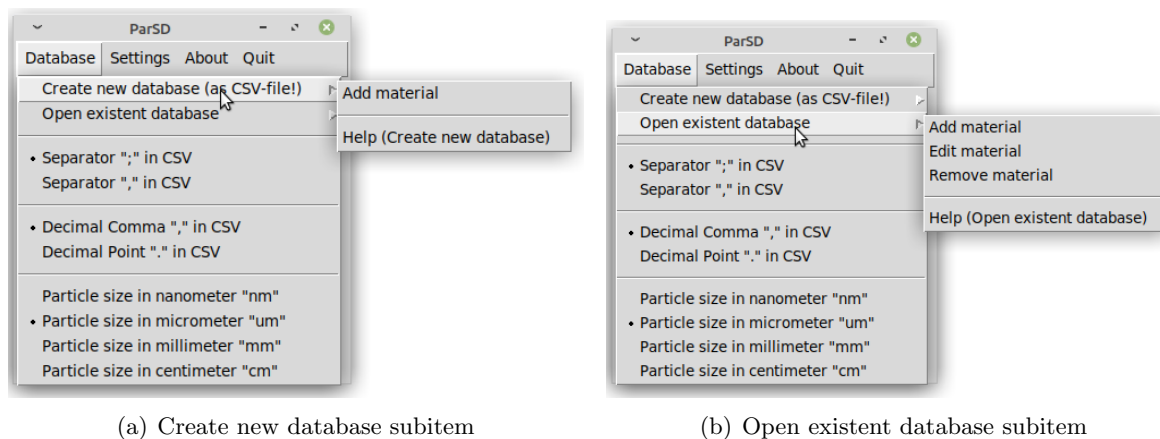 ParSD
Database Settings About Quit
Create new database (as CSV-file!)
Open existent database
Separator ";" in CSV
Separator "," in CSV
Decimal Comma "," in CSV
Decimal Point "." in CSV
Particle size in nanometer "nm"
Particle size in micrometer "um"
Particle size in millimeter "mm"
Particle size in centimeter "cm"
Add material
Help (Create new database)
(a) Create new database subitem
ParSD
Database Settings About Quit
Create new database (as CSV-file!)
Open existent database
Separator ";" in CSV
Separator "," in CSV
Decimal Comma "," in CSV
Decimal Point "." in CSV
Particle size in nanometer "nm"
Particle size in micrometer "um"
Particle size in millimeter "mm"
Particle size in centimeter "cm"
Add material
Edit material
Remove material
Help (Open existent database)
(b) Open existent database subitem